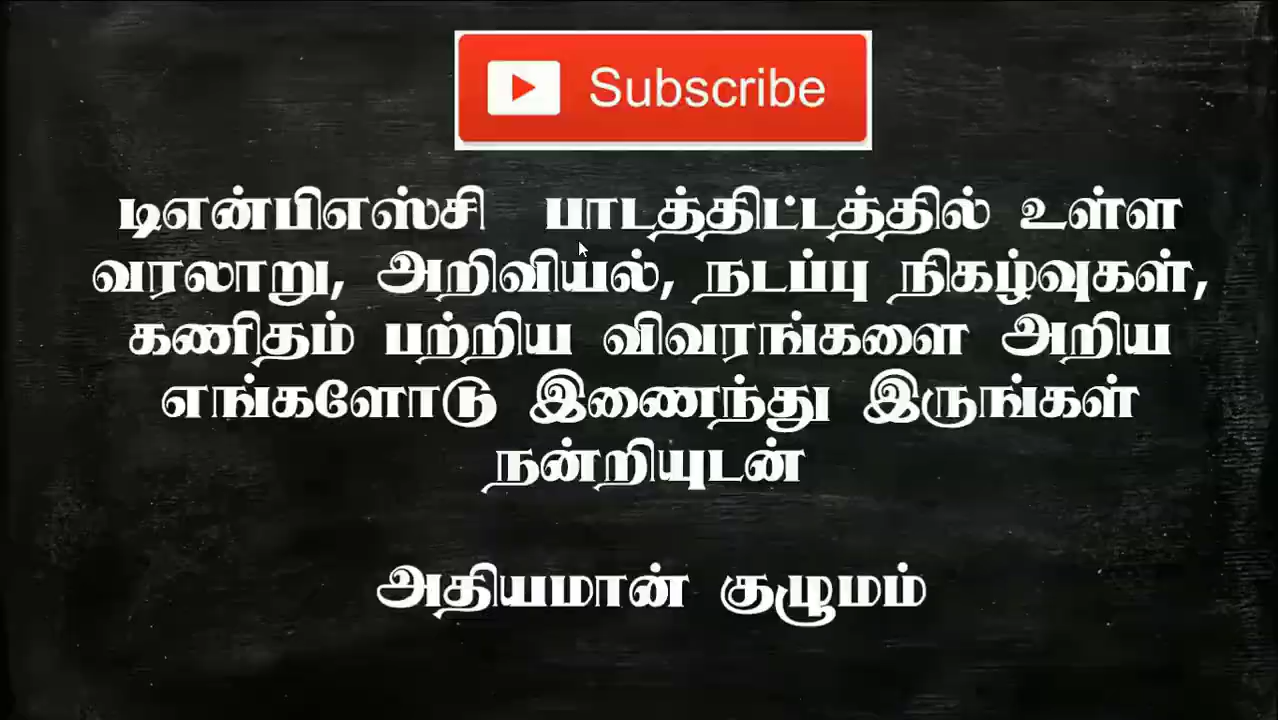 Subscribe
டிஎன்பிஎஸ்சி பாடத்திட்டத்தில் உள்ள
வரலாறு, அறிவியல், நடப்பு நிகழ்வுகள்,
கணிதம் பற்றிய விவரங்களை அறிய
எங்களோடு இணைந்து இருங்கள்
நன்றியுடன்
அதியமான் குழுமம்